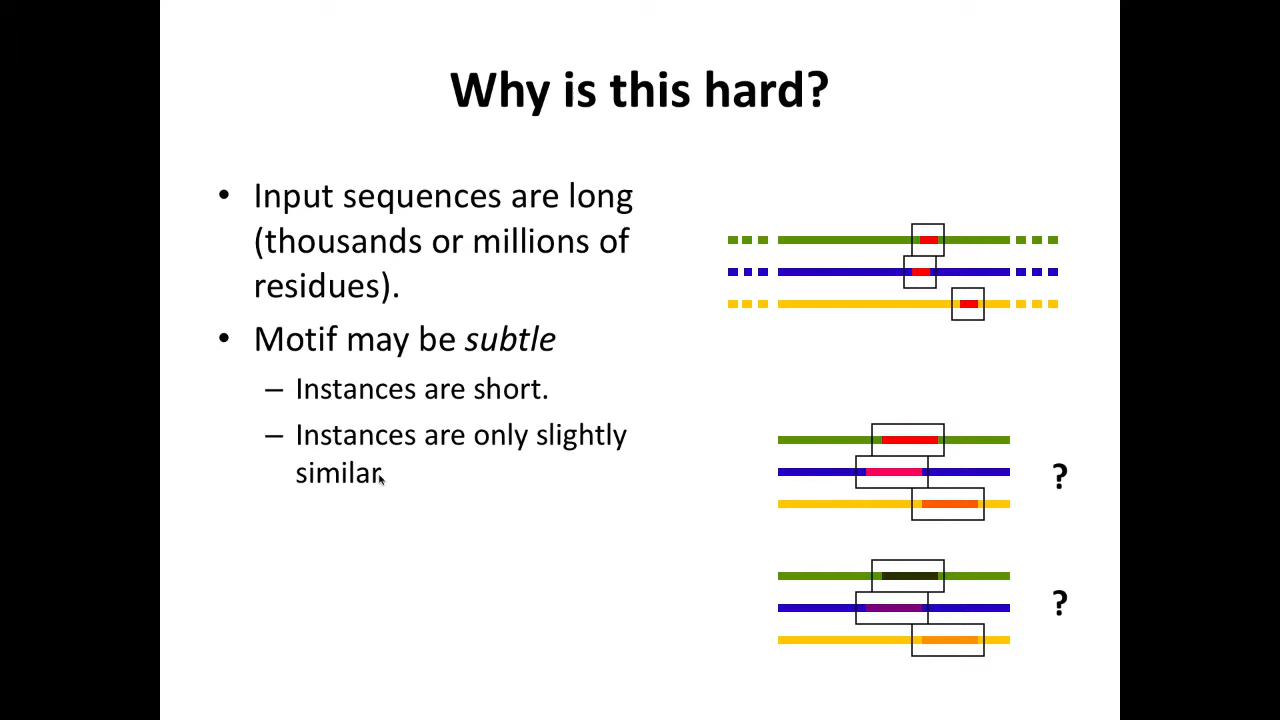 Why is this hard?
• Input sequences are long
(thousands or millions of
residues).
• Motif may be subtle
– Instances are short.
– Instances are only slightly
similar.
?
?